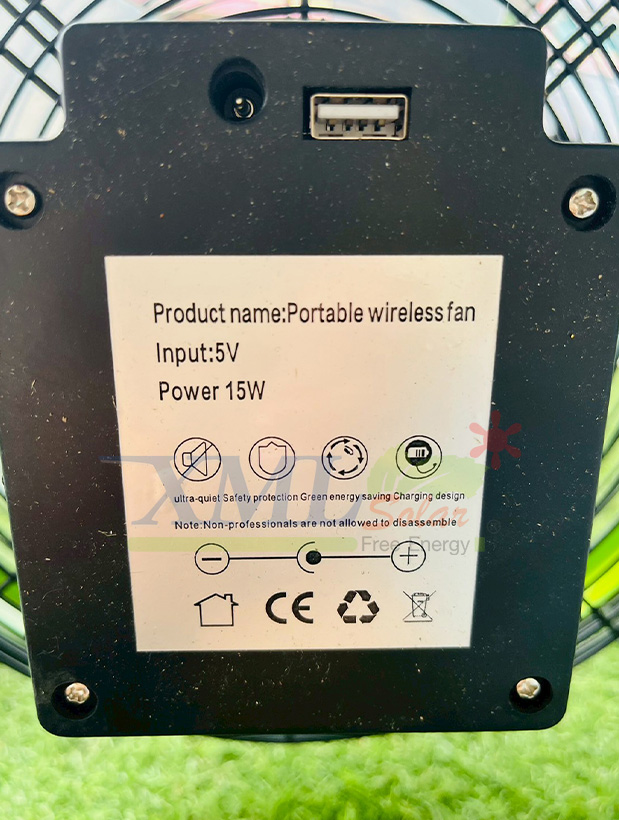 Product name:Portable wireless fan
Input:5V
Power 15W
XML
Solar
ultra-quiet Safety protection Green energy saving Charging design
Note:Non-professionals are not allowed to disassemble
Free Energy
CE